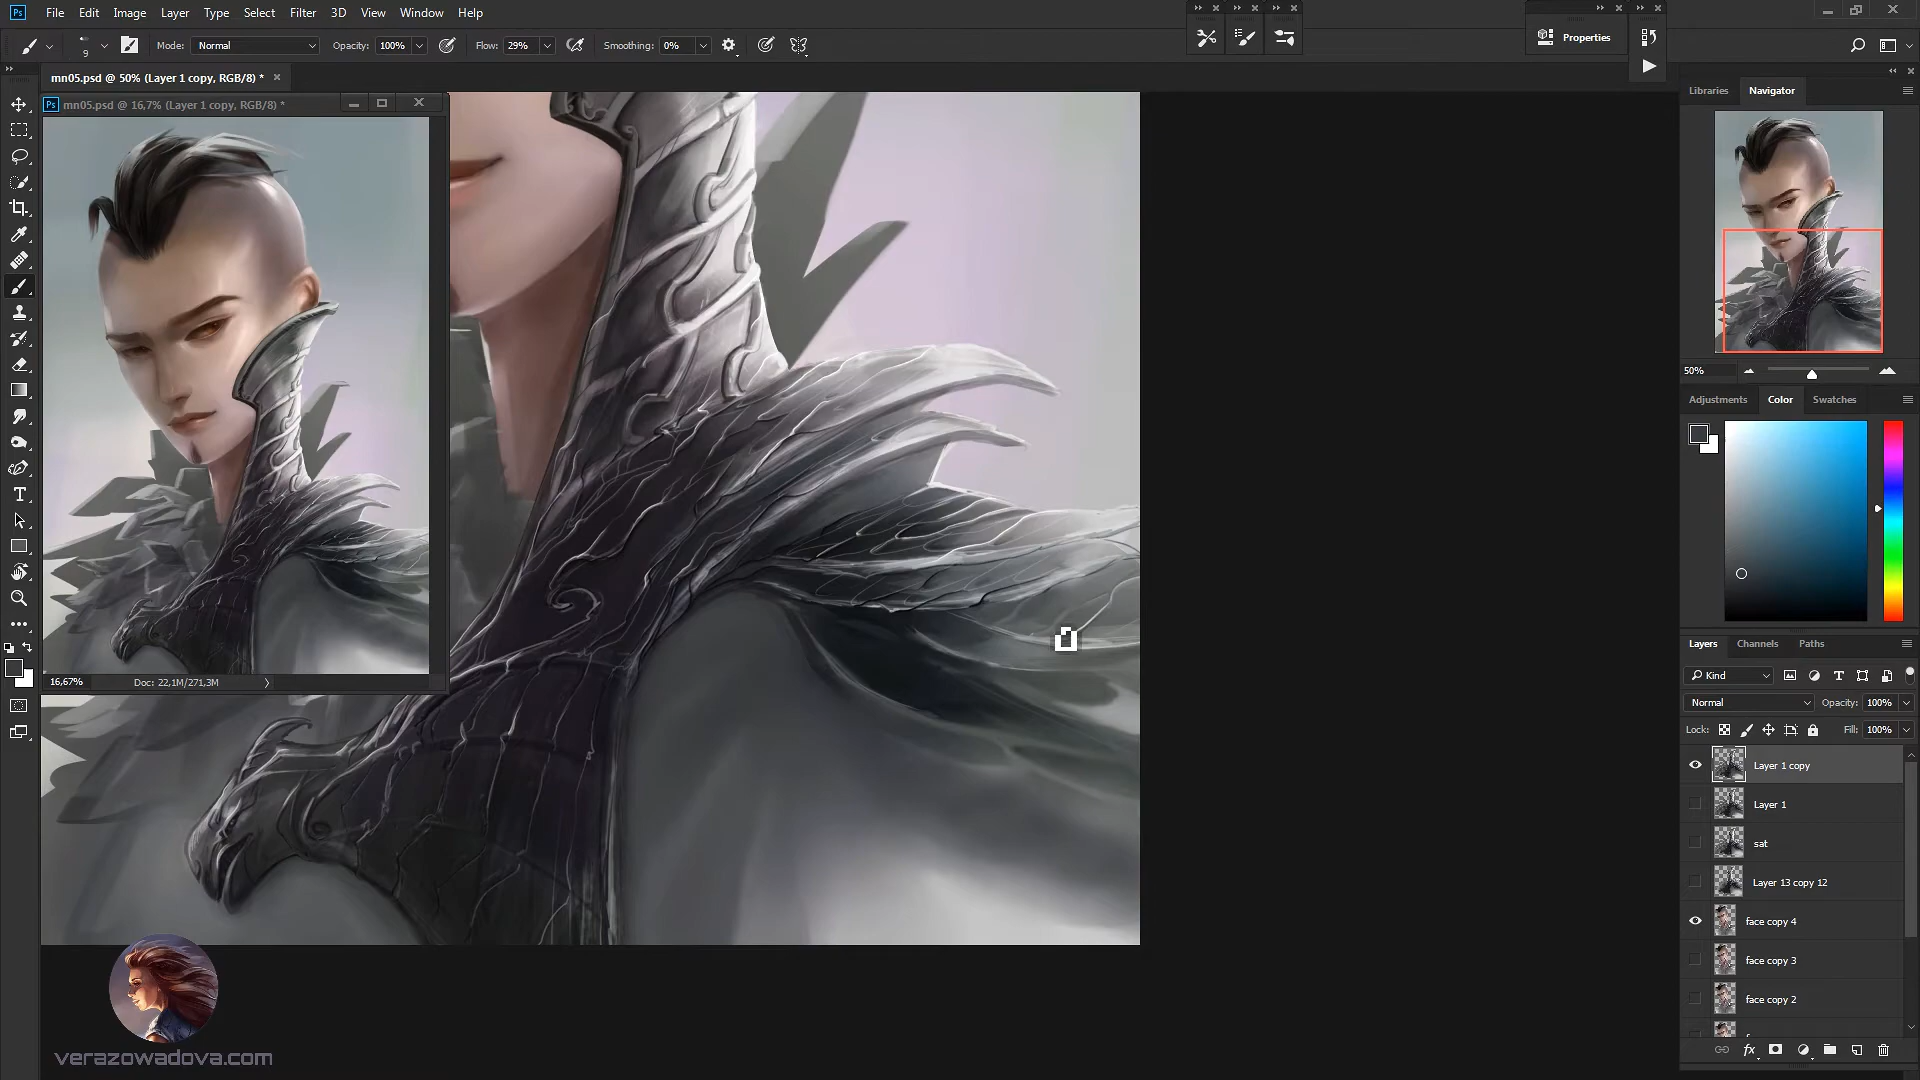 Ps File Edit Image Layer Type Select Filter 3D View Window Help
9 Mode: Normal Opacity: 100% Flow: 29% Smoothing: 0% Properties
mn05.psd @ 50% (Layer 1 copy, RGB/8) *
Ps mn05.psd @ 16,7% (Layer 1 copy, RGB/8) *
16,67% Doc: 22,1M/271,3M
Libraries Navigator
50%
Adjustments Color Swatches
Layers Channels Paths
Kind
Normal Opacity: 100%
Lock: Fill: 100%
Layer 1 copy
Layer 1
sat
Layer 13 copy 12
face copy 4
face copy 3
face copy 2
fx
verazowadova.com